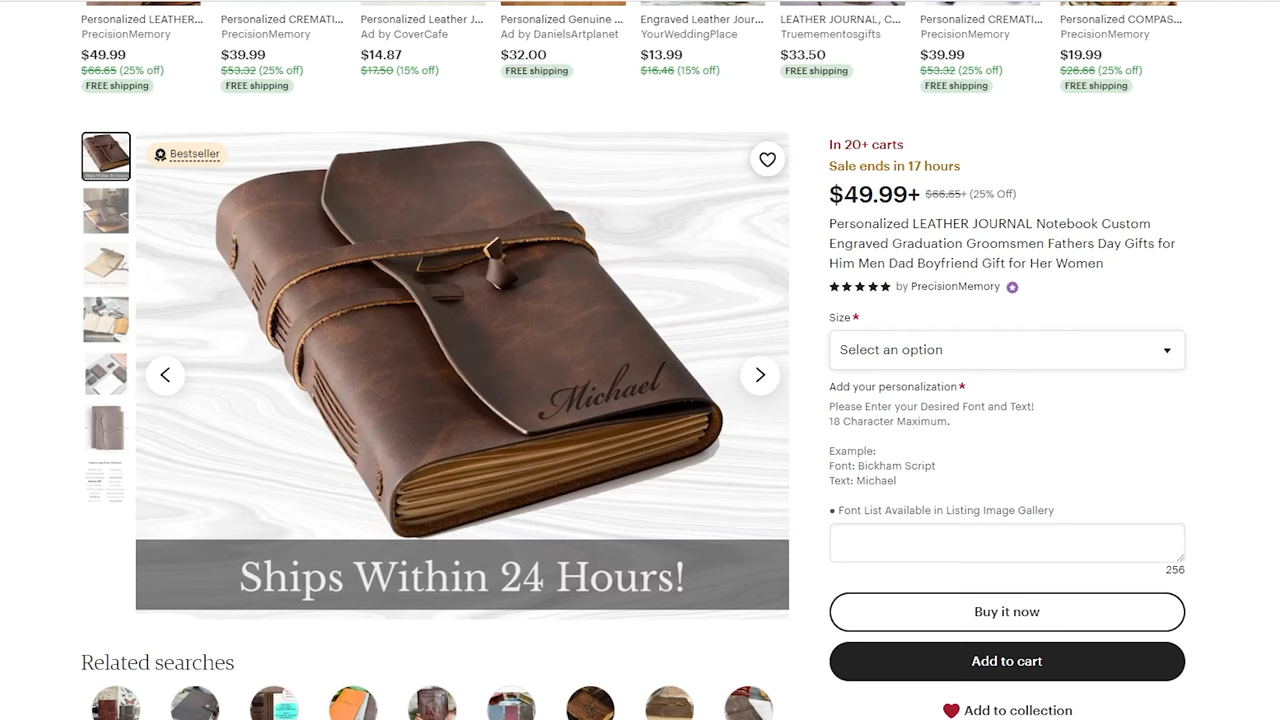 Personalized LEATHER...
PrecisionMemory
$49.99
$66.65 (25% off)
FREE shipping
Personalized CREMATI...
PrecisionMemory
$39.99
$53.32 (25% off)
FREE shipping
Personalized Leather J...
Ad by CoverCafe
$14.87
$17.50 (15% off)
Personalized Genuine ...
Ad by DanielsArtplanet
$32.00
FREE shipping
Engraved Leather Jour...
YourWeddingPlace
$13.99
$16.46 (15% off)
LEATHER JOURNAL, C...
Truemementosgifts
$33.50
FREE shipping
Personalized CREMATI...
PrecisionMemory
$39.99
$53.32 (25% off)
FREE shipping
Personalized COMPAS...
PrecisionMemory
$19.99
$26.66 (25% off)
FREE shipping
Bestseller
Michael
Ships Within 24 Hours!
In 20+ carts
Sale ends in 17 hours
$49.99+ $66.65+ (25% Off)
Personalized LEATHER JOURNAL Notebook Custom
Engraved Graduation Groomsmen Fathers Day Gifts for
Him Men Dad Boyfriend Gift for Her Women
by PrecisionMemory
Size*
Select an option
Add your personalization*
Please Enter your Desired Font and Text!
18 Character Maximum.
Example:
Font: Bickham Script
Text: Michael
• Font List Available in Listing Image Gallery
256
Buy it now
Add to cart
Add to collection
Related searches